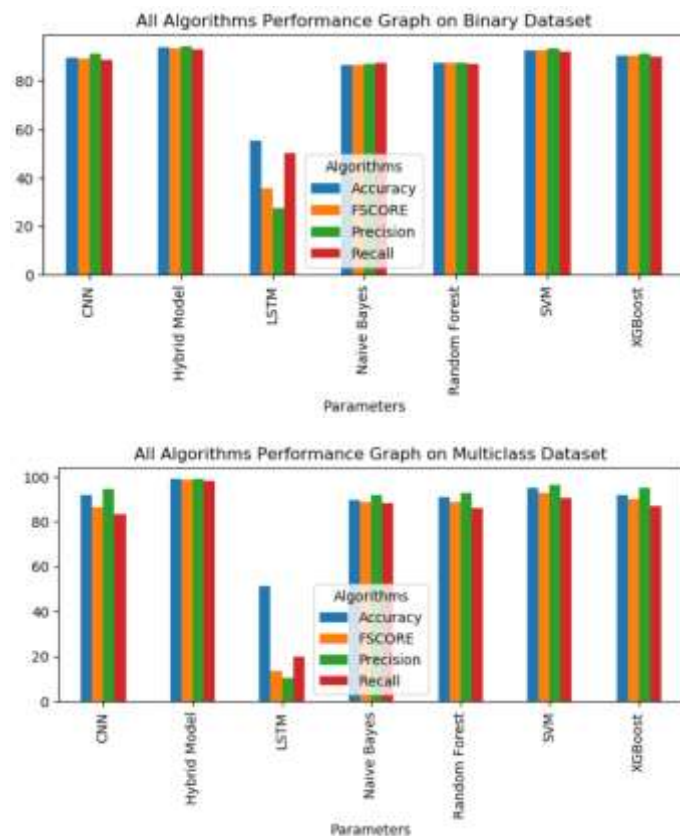 All Algorithms Performance Graph on Binary Dataset
80
60
40
20
0
Algorithms
Accuracy
FSCORE
Precision
Recall
CNN
Hybrid Model
LSTM
Naive Bayes
Random Forest
SVM
XGBoost
Parameters
All Algorithms Performance Graph on Multiclass Dataset
100
80
60
40
20
0
Algorithms
Accuracy
FSCORE
Precision
Recall
CNN
Hybrid Model
LSTM
Naive Bayes
Random Forest
SVM
XGBoost
Parameters